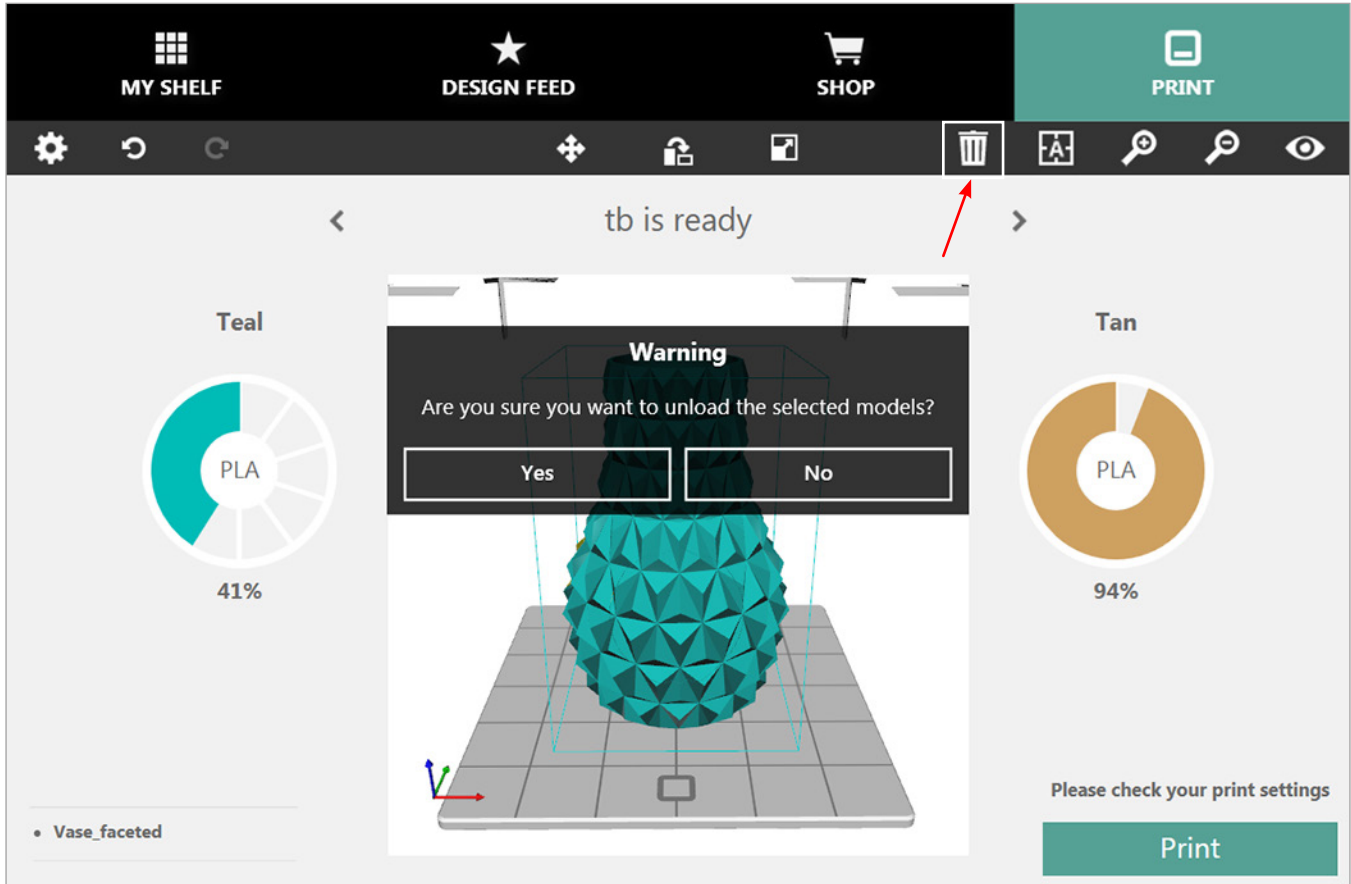 MY SHELF
DESIGN FEED
SHOP
PRINT
A
tb is ready
Teal
Tan
Warning
Are you sure you want to unload the selected models?
Yes
No
PLA
PLA
41%
94%
Please check your print settings
• Vase_faceted
Print